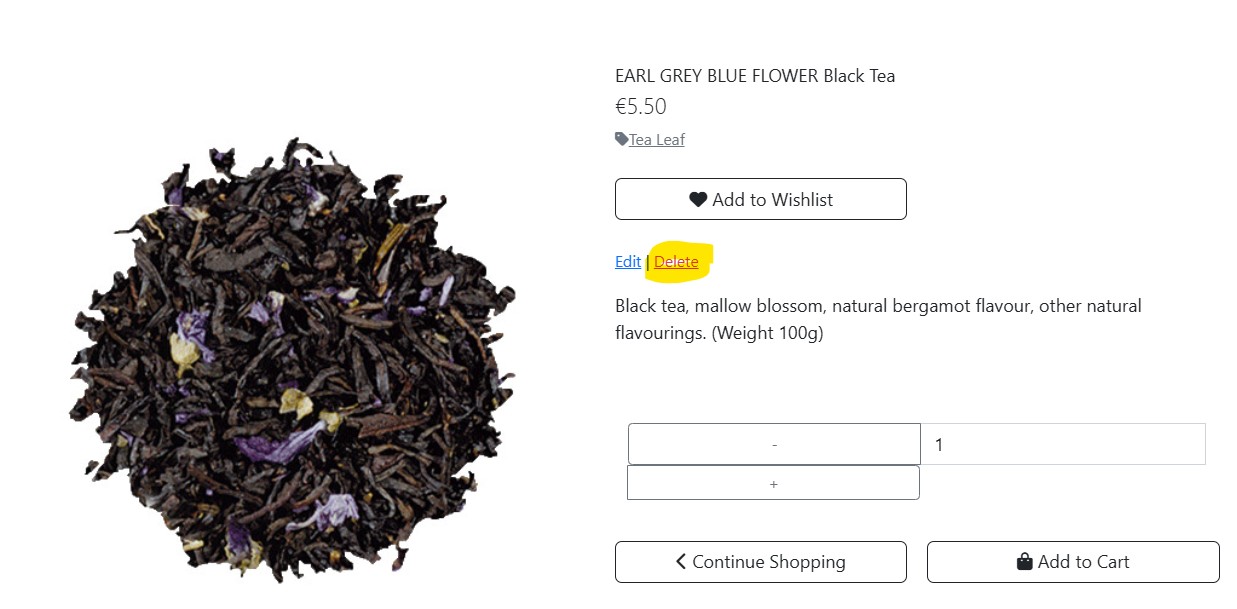 EARL GREY BLUE FLOWER Black Tea
€5.50
Tea Leaf
Add to Wishlist
Edit | Delete
Black tea, mallow blossom, natural bergamot flavour, other natural
flavourings. (Weight 100g)
- 1
+
Continue Shopping Add to Cart